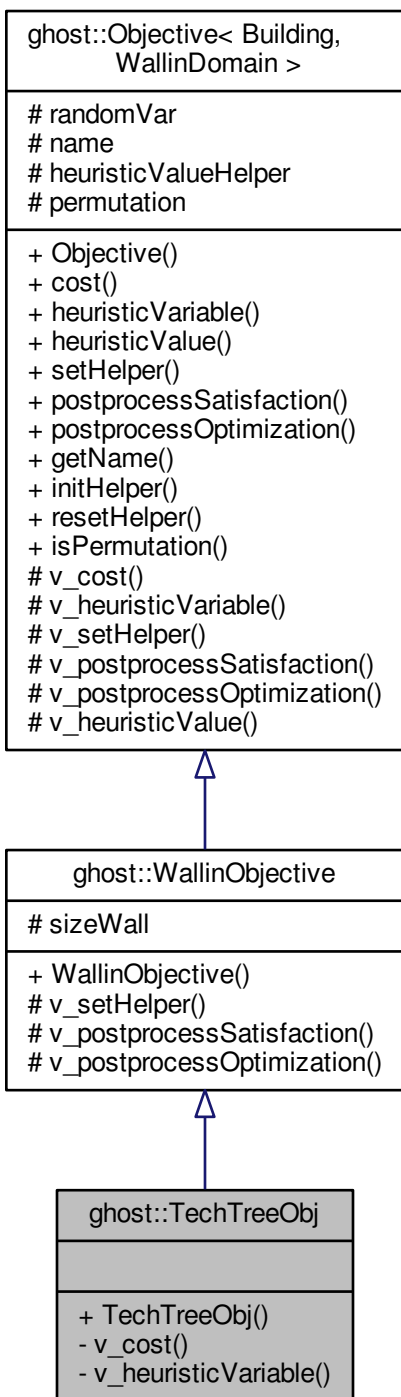 ghost::Objective< Building,
WallinDomain >
# randomVar
# name
# heuristicValueHelper
# permutation
+ Objective()
+ cost()
+ heuristicVariable()
+ heuristicValue()
+ setHelper()
+ postprocessSatisfaction()
+ postprocessOptimization()
+ getName()
+ initHelper()
+ resetHelper()
+ isPermutation()
# v_cost()
# v_heuristicVariable()
# v_setHelper()
# v_postprocessSatisfaction()
# v_postprocessOptimization()
# v_heuristicValue()
ghost::WallinObjective
# sizeWall
+ WallinObjective()
# v_setHelper()
# v_postprocessSatisfaction()
# v_postprocessOptimization()
ghost::TechTreeObj
+ TechTreeObj()
- v_cost()
- v_heuristicVariable()